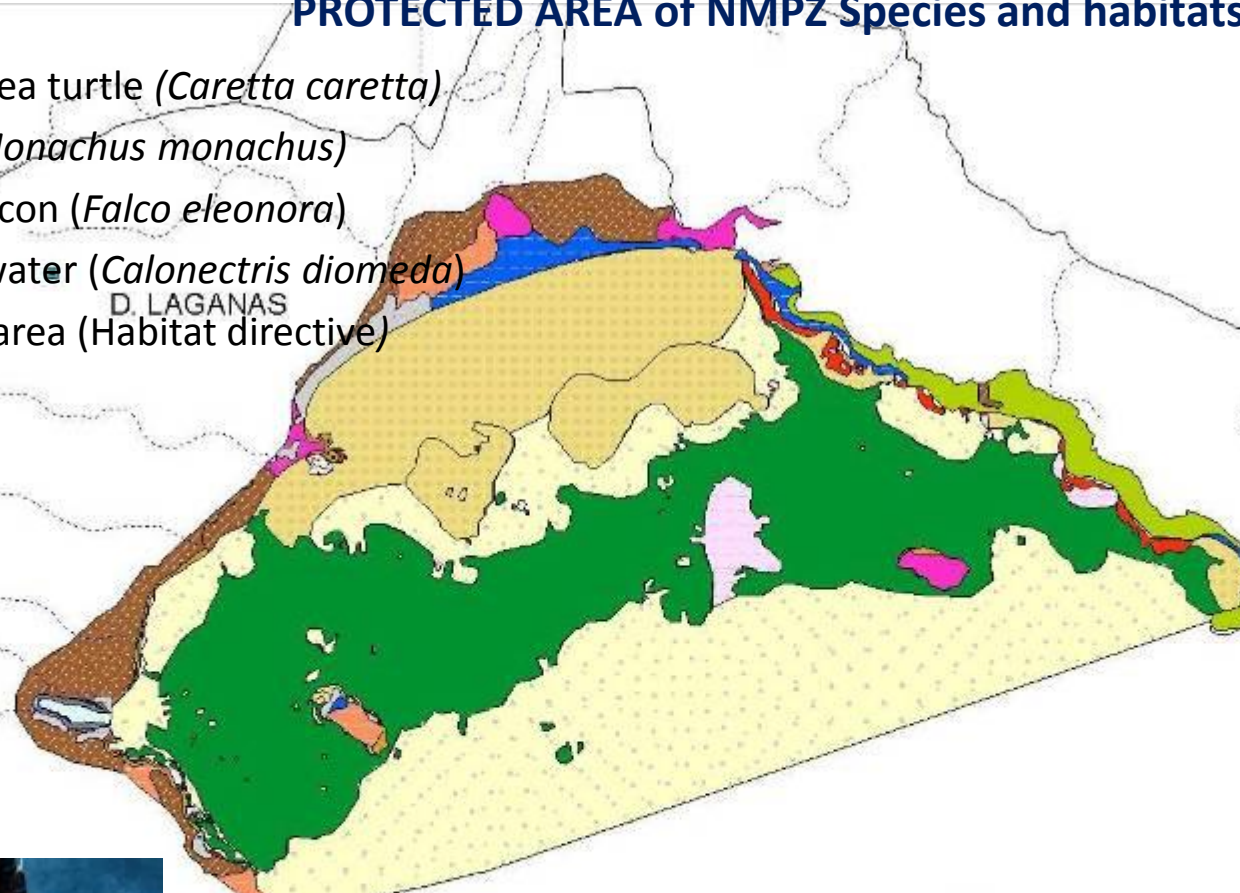 PROTECTED AREA of NMPZ Species and habitats
ea turtle (Caretta caretta)
onachus monachus)
con (Falco eleonora)
water (Calonectris diomeda)
D. LAGANAS
area (Habitat directive)